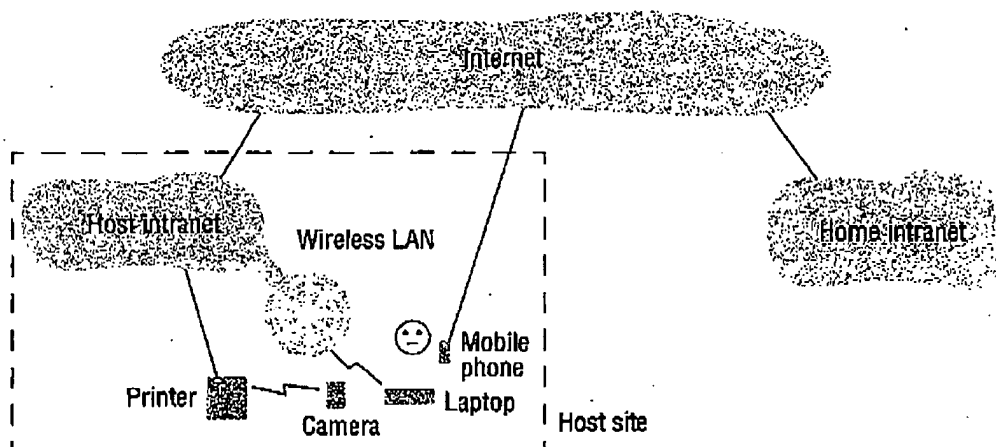 Internet
Host intranet
Wireless LAN
Home intranet
Mobile
phone
Printer
Camera
Laptop
Host site